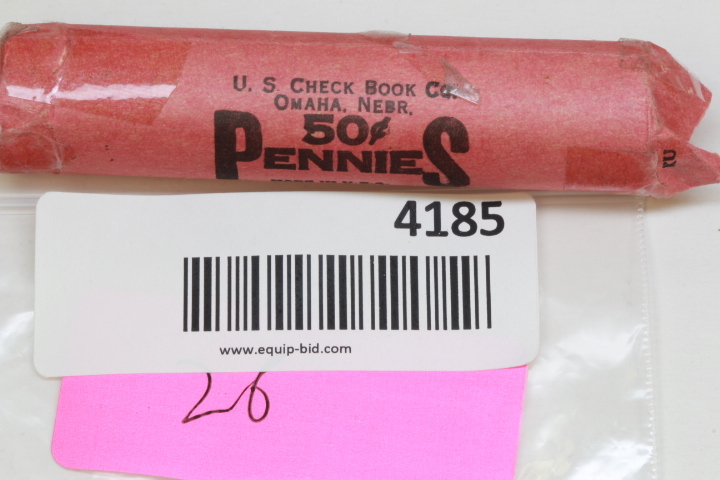 U. S. CHECK BOOK CO.
OMAHA, NEBR.
50¢
PENNIES
4185
www.equip-bid.com
26